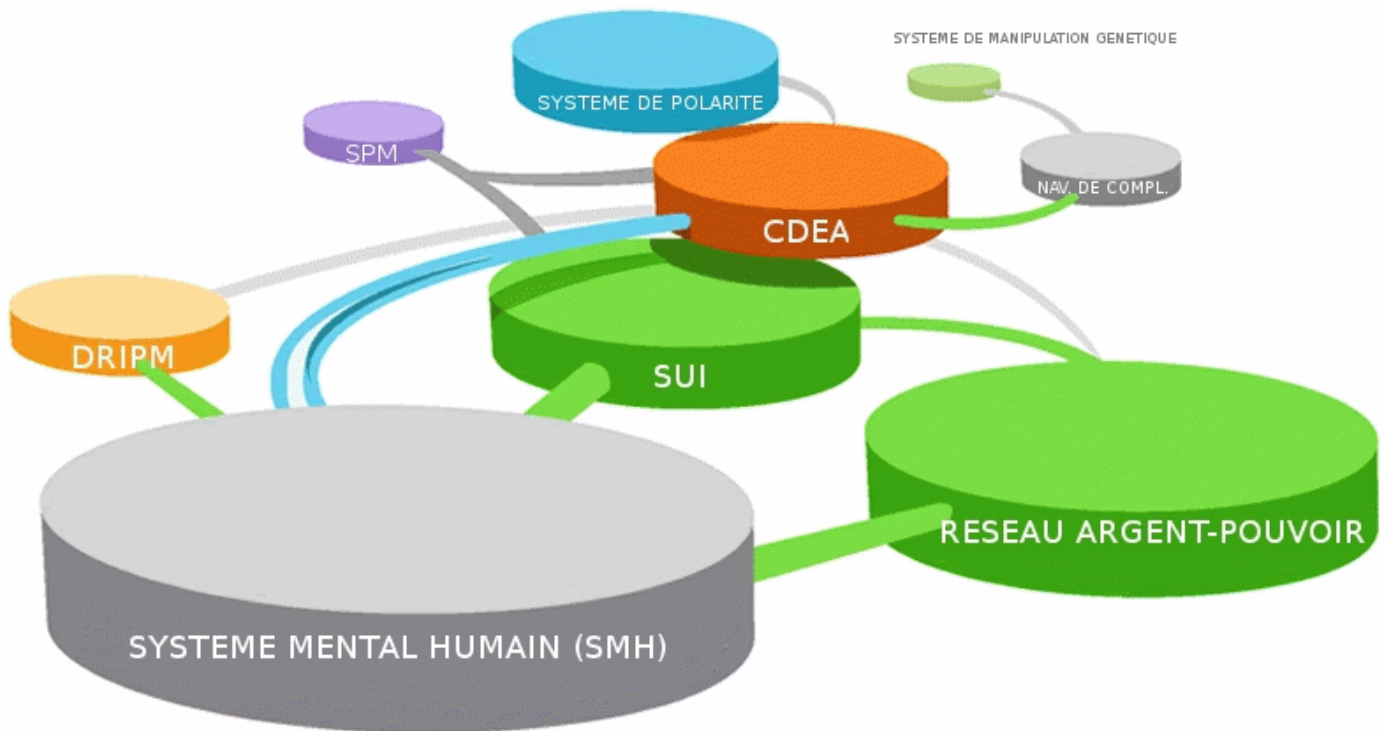 SYSTEME DE MANIPULATION GENETIQUE
SYSTEME DE POLARITE
SPM
NAV. DE COMPL.
CDEA
DRIPM
SUI
RESEAU ARGENT-POUVOIR
SYSTEME MENTAL HUMAIN (SMH)